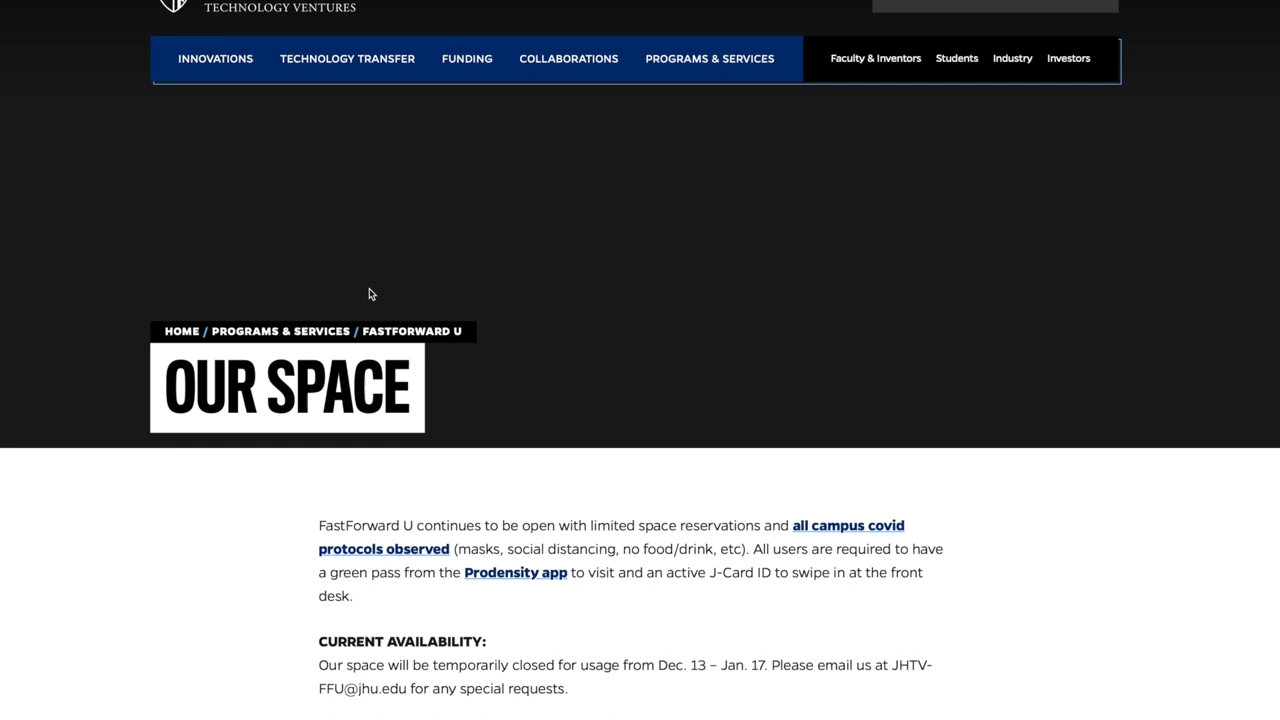 TECHNOLOGY VENTURES
INNOVATIONS TECHNOLOGY TRANSFER FUNDING COLLABORATIONS PROGRAMS & SERVICES Faculty & Inventors Students Industry Investors
HOME / PROGRAMS & SERVICES / FASTFORWARD U
OUR SPACE
FastForward U continues to be open with limited space reservations and all campus covid
protocols observed (masks, social distancing, no food/drink, etc). All users are required to have
a green pass from the Prodensity app to visit and an active J-Card ID to swipe in at the front
desk.
CURRENT AVAILABILITY:
Our space will be temporarily closed for usage from Dec. 13 – Jan. 17. Please email us at JHTV-
FFU@jhu.edu for any special requests.